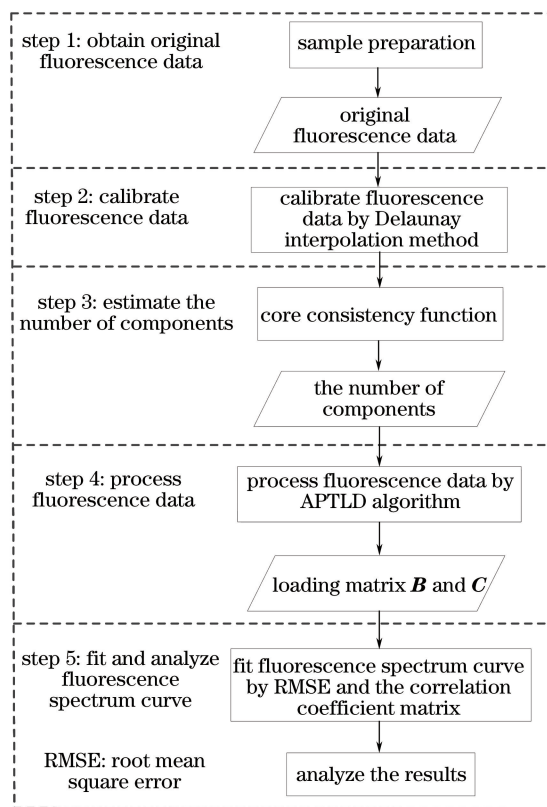 step 1: obtain original
fluorescence data
sample preparation
original
fluorescence data
step 2: calibrate
fluorescence data
calibrate fluorescence
data by Delaunay
interpolation method
step 3: estimate the
number of components
core consistency function
the number of
components
step 4: process
fluorescence data
process fluorescence data by
APTLD algorithm
loading matrix B and C
step 5: fit and analyze
fluorescence
spectrum curve
fit fluorescence spectrum curve
by RMSE and the correlation
coefficient matrix
RMSE: root mean
square error
analyze the results